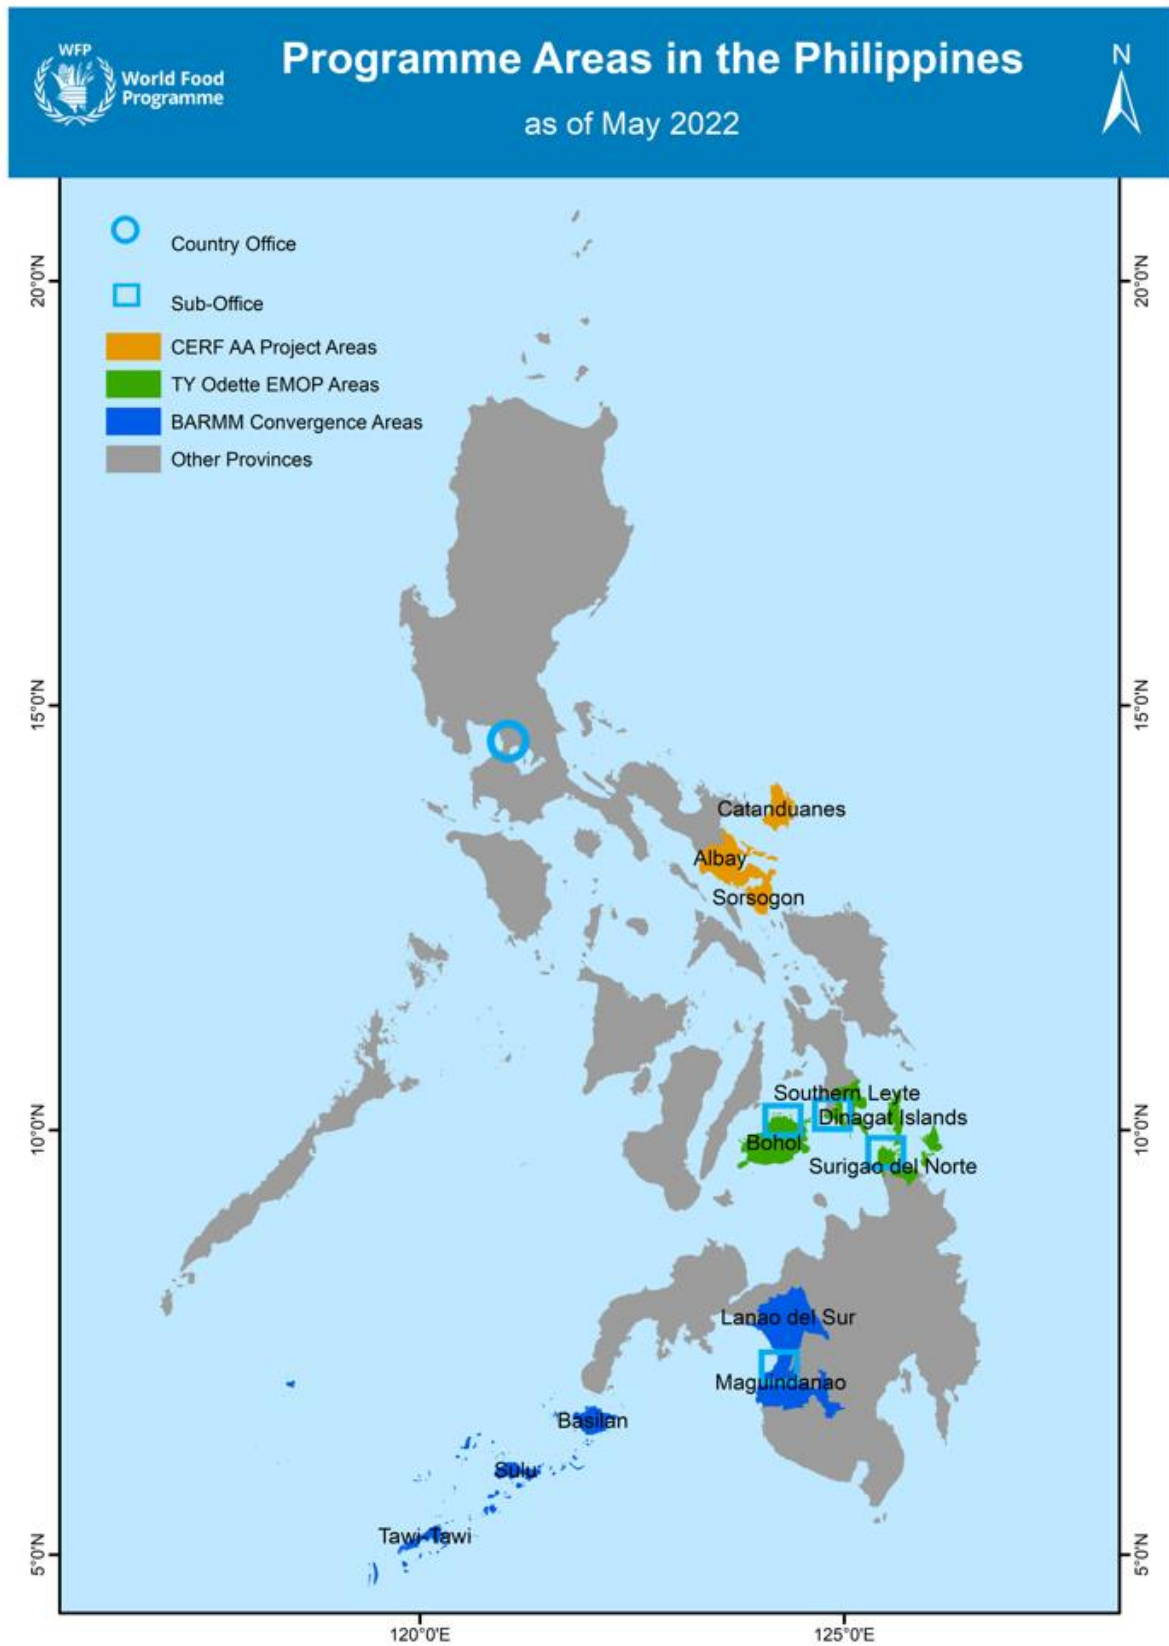 WFP
World Food
Programme
Programme Areas in the Philippines
as of May 2022
N
Country Office
Sub-Office
CERF AA Project Areas
TY Odette EMOP Areas
BARMM Convergence Areas
Other Provinces
20°0'N
20°0'N
15°0'N
15°0'N
Catanduanes
Albay
Sorsogon
Southern Leyte
Dinagat Islands
10°0'N
10°0'N
Bohol
Surigao del Norte
Lanao del Sur
Maguindanao
Basilan
Sulu
Tawi-Tawi
5°0'N
5°0'N
120°0'E
125°0'E